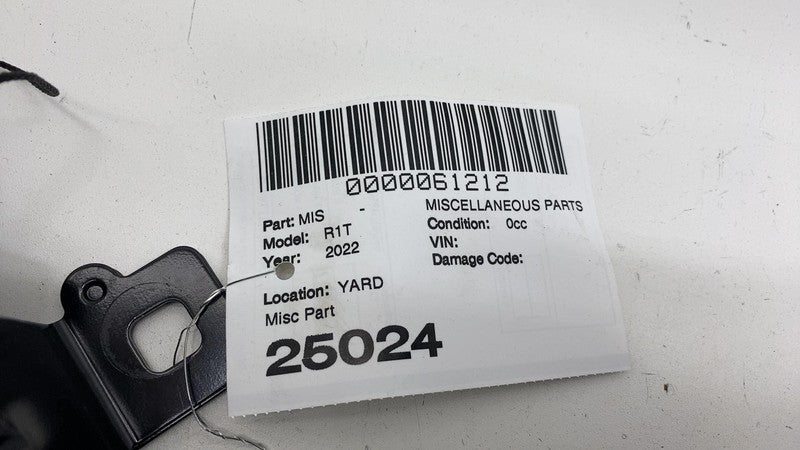 0000061212
Part: MIS - MISCELLANEOUS PARTS
Model: R1T Condition: 0cc
Year: 2022 VIN:
Damage Code:
Location: YARD
Misc Part
25024